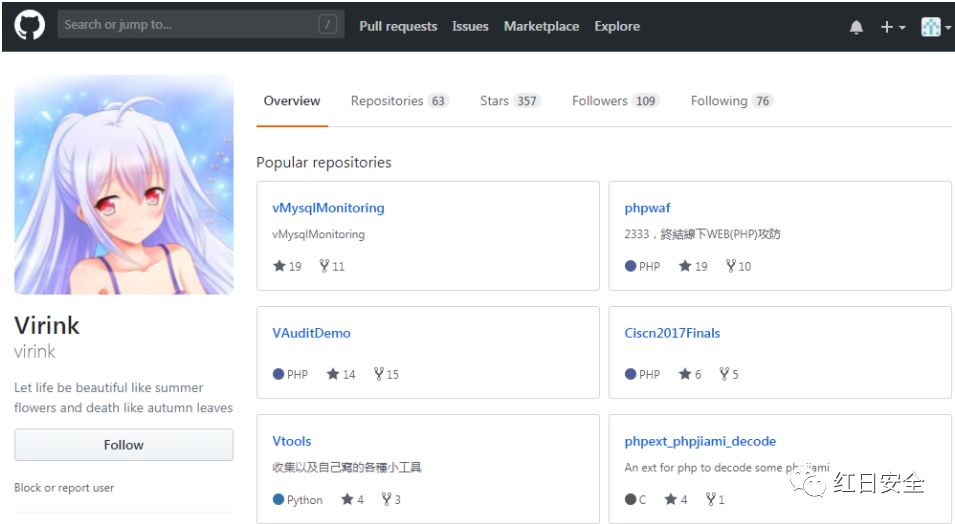 Search or jump to... /
Pull requests Issues Marketplace Explore
Overview Repositories 63 Stars 357 Followers 109 Following 76
Popular repositories
vMysqlMonitoring
vMysqlMonitoring
19 11
phpwaf
2333，終結線下WEB(PHP)攻防
PHP 19 10
VAuditDemo
PHP 14 15
Ciscn2017Finals
PHP 6 5
Vtools
收集以及自己寫的各種小工具
Python 4 3
phpext_phpjiami_decode
An ext for php to decode some phpjiami
C 4 1
Virink
virink
Let life be beautiful like summer
flowers and death like autumn leaves
Follow
Block or report user
红日安全